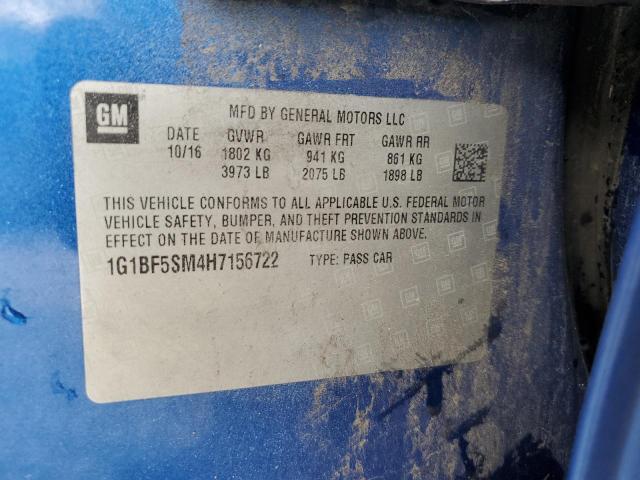 GM
MFD BY GENERAL MOTORS LLC
DATE GVWR GAWR FRT GAWR RR
10/16 1802 KG 941 KG 861 KG
3973 LB 2075 LB 1898 LB
THIS VEHICLE CONFORMS TO ALL APPLICABLE U.S. FEDERAL MOTOR
VEHICLE SAFETY, BUMPER, AND THEFT PREVENTION STANDARDS IN
EFFECT ON THE DATE OF MANUFACTURE SHOWN ABOVE.
1G1BF5SM4H7156722 TYPE: PASS CAR